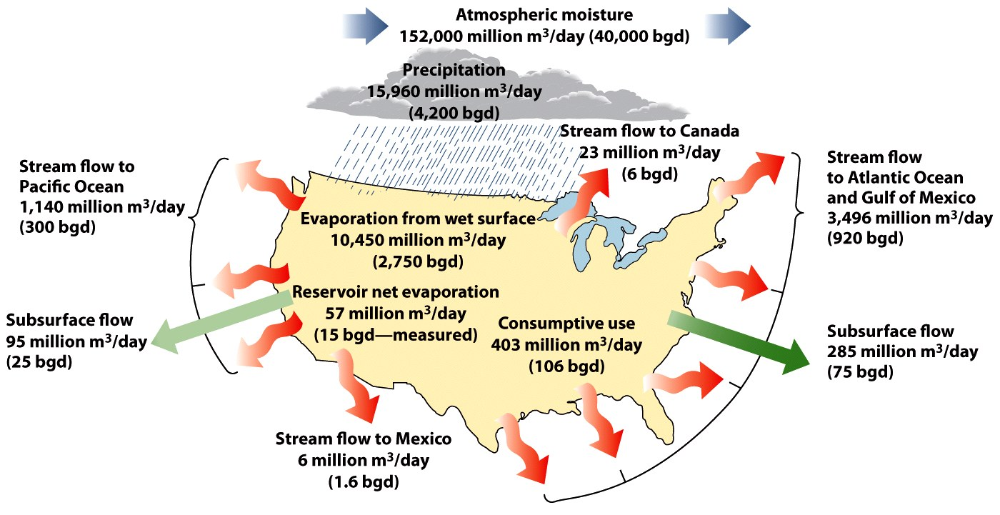 Atmospheric moisture
152,000 million m³/day (40,000 bgd)
Precipitation
15,960 million m³/day
(4,200 bgd)
Stream flow to Canada
23 million m³/day
(6 bgd)
Stream flow to
Pacific Ocean
1,140 million m³/day
(300 bgd)
Stream flow
to Atlantic Ocean
and Gulf of Mexico
3,496 million m³/day
(920 bgd)
Evaporation from wet surface
10,450 million m³/day
(2,750 bgd)
Reservoir net evaporation
57 million m³/day
(15 bgd—measured)
Consumptive use
403 million m³/day
(106 bgd)
Subsurface flow
95 million m³/day
(25 bgd)
Subsurface flow
285 million m³/day
(75 bgd)
Stream flow to Mexico
6 million m³/day
(1.6 bgd)